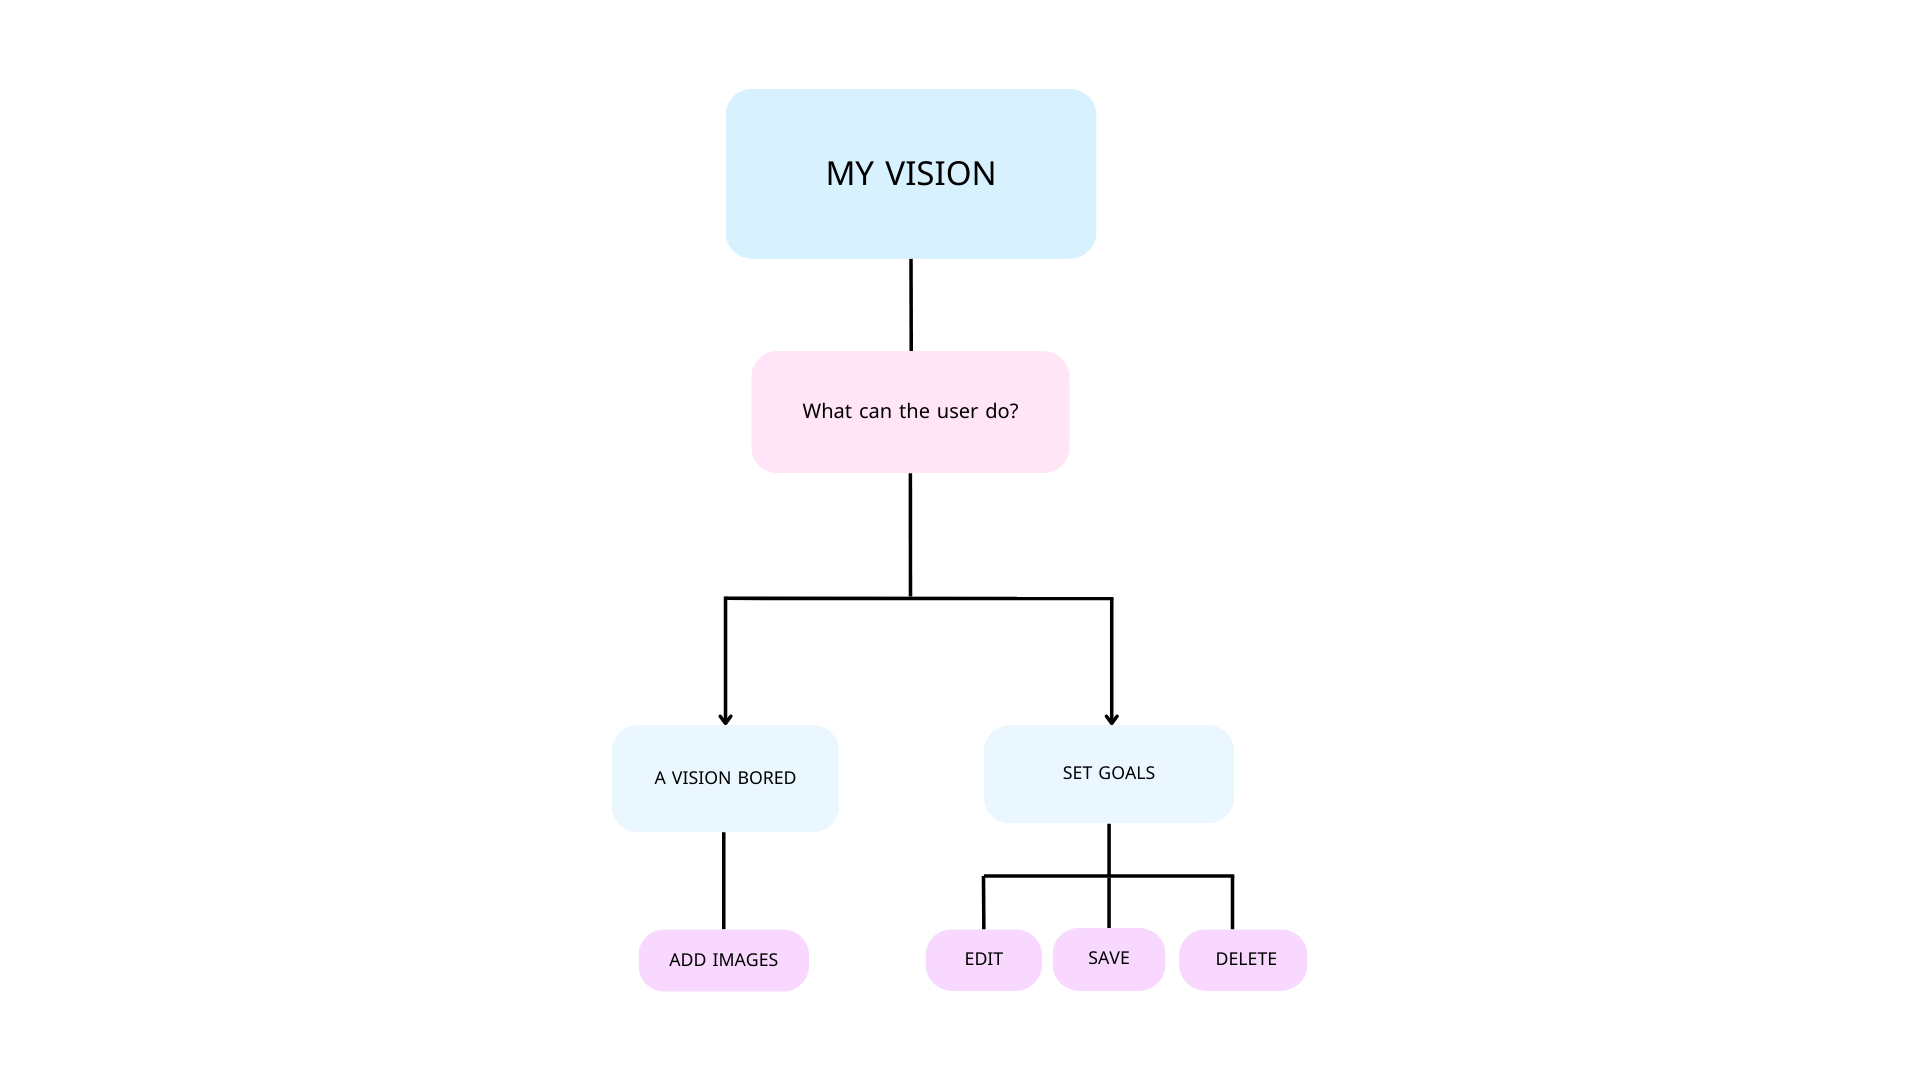 MY VISION
What can the user do?
A VISION BORED
SET GOALS
ADD IMAGES
EDIT
SAVE
DELETE